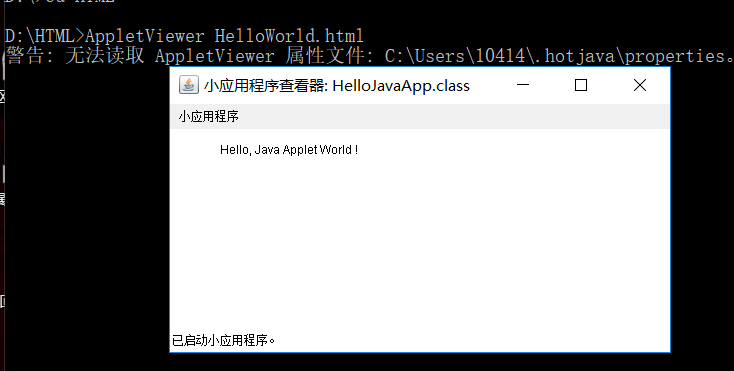 D:\HTML>AppletViewer HelloWorld.html
警告: 无法读取 AppletViewer 属性文件: C:\Users\10414\.hotjava\properties。
小应用程序查看器: HelloJavaApp.class
小应用程序
Hello, Java Applet World !
已启动小应用程序。